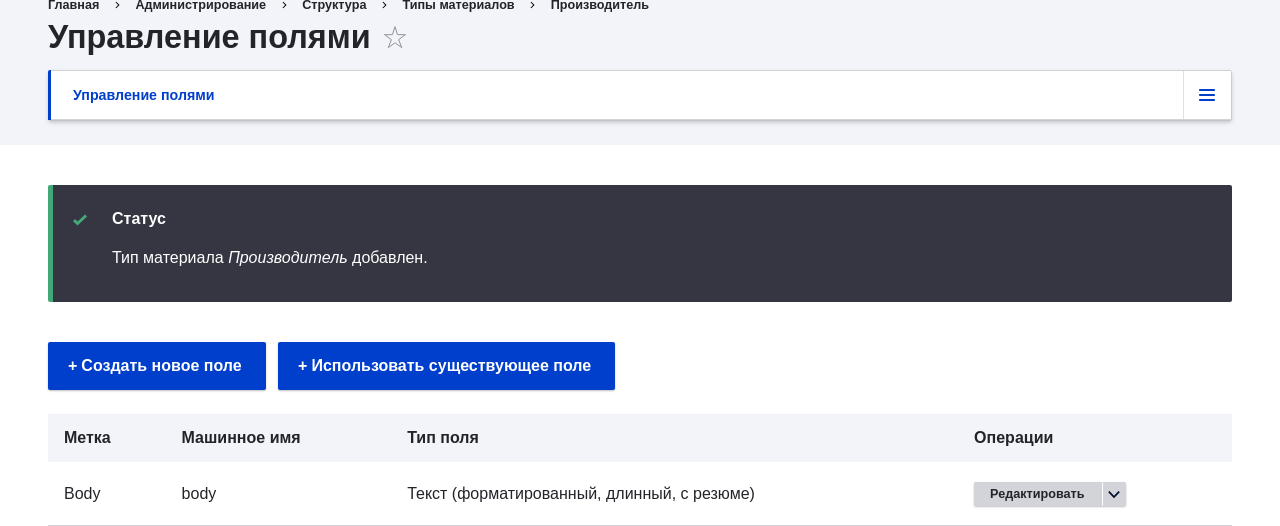 Главная > Администрирование > Структура > Типы материалов > Производитель
Управление полями
Управление полями
Статус
Тип материала Производитель добавлен.
+ Создать новое поле + Использовать существующее поле
Метка Машинное имя Тип поля Операции
Body body Текст (форматированный, длинный, с резюме) Редактировать